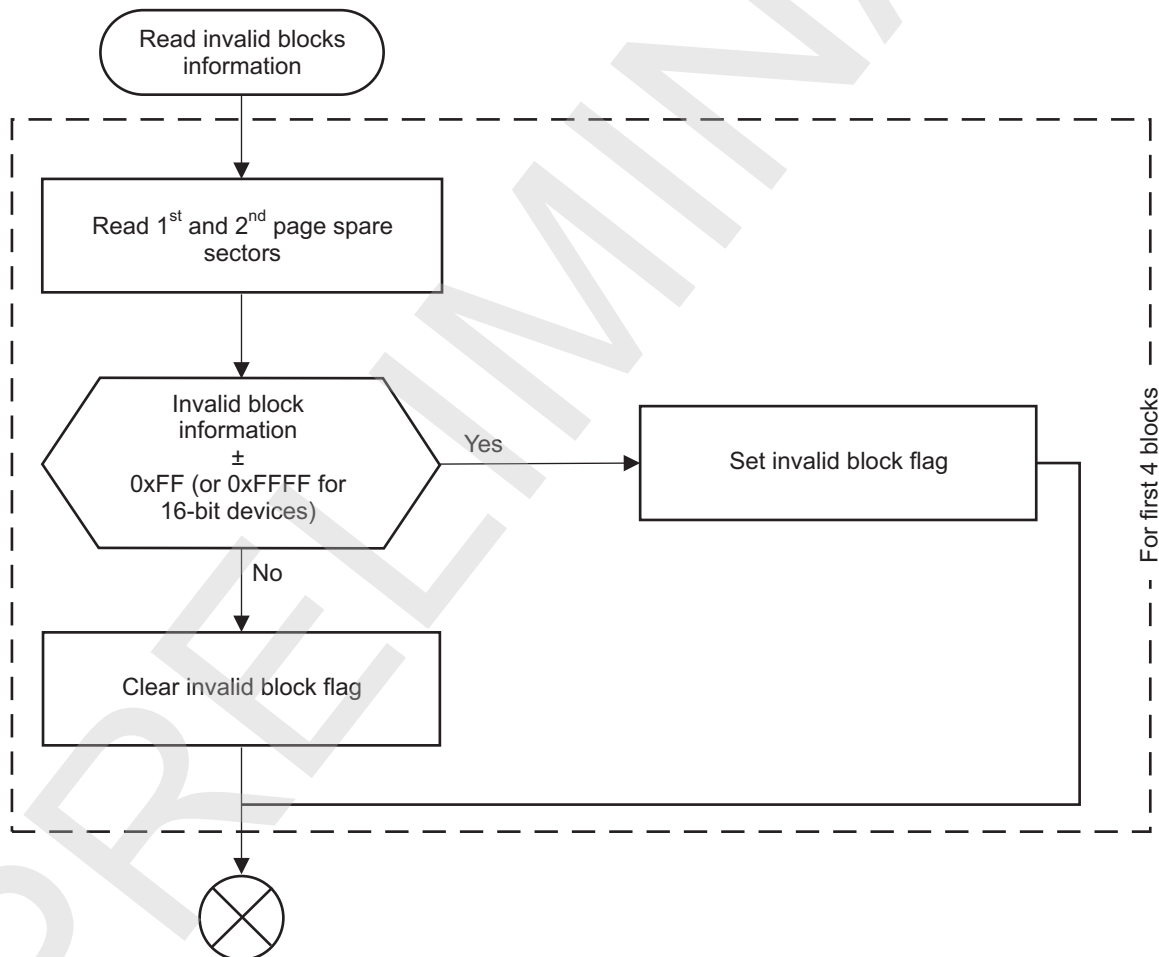 Read invalid blocks
information
Read 1st and 2nd page spare
sectors
Invalid block
information
±
0xFF (or 0xFFFF for
16-bit devices)
Yes
Set invalid block flag
No
Clear invalid block flag
For first 4 blocks
PRELIMINA